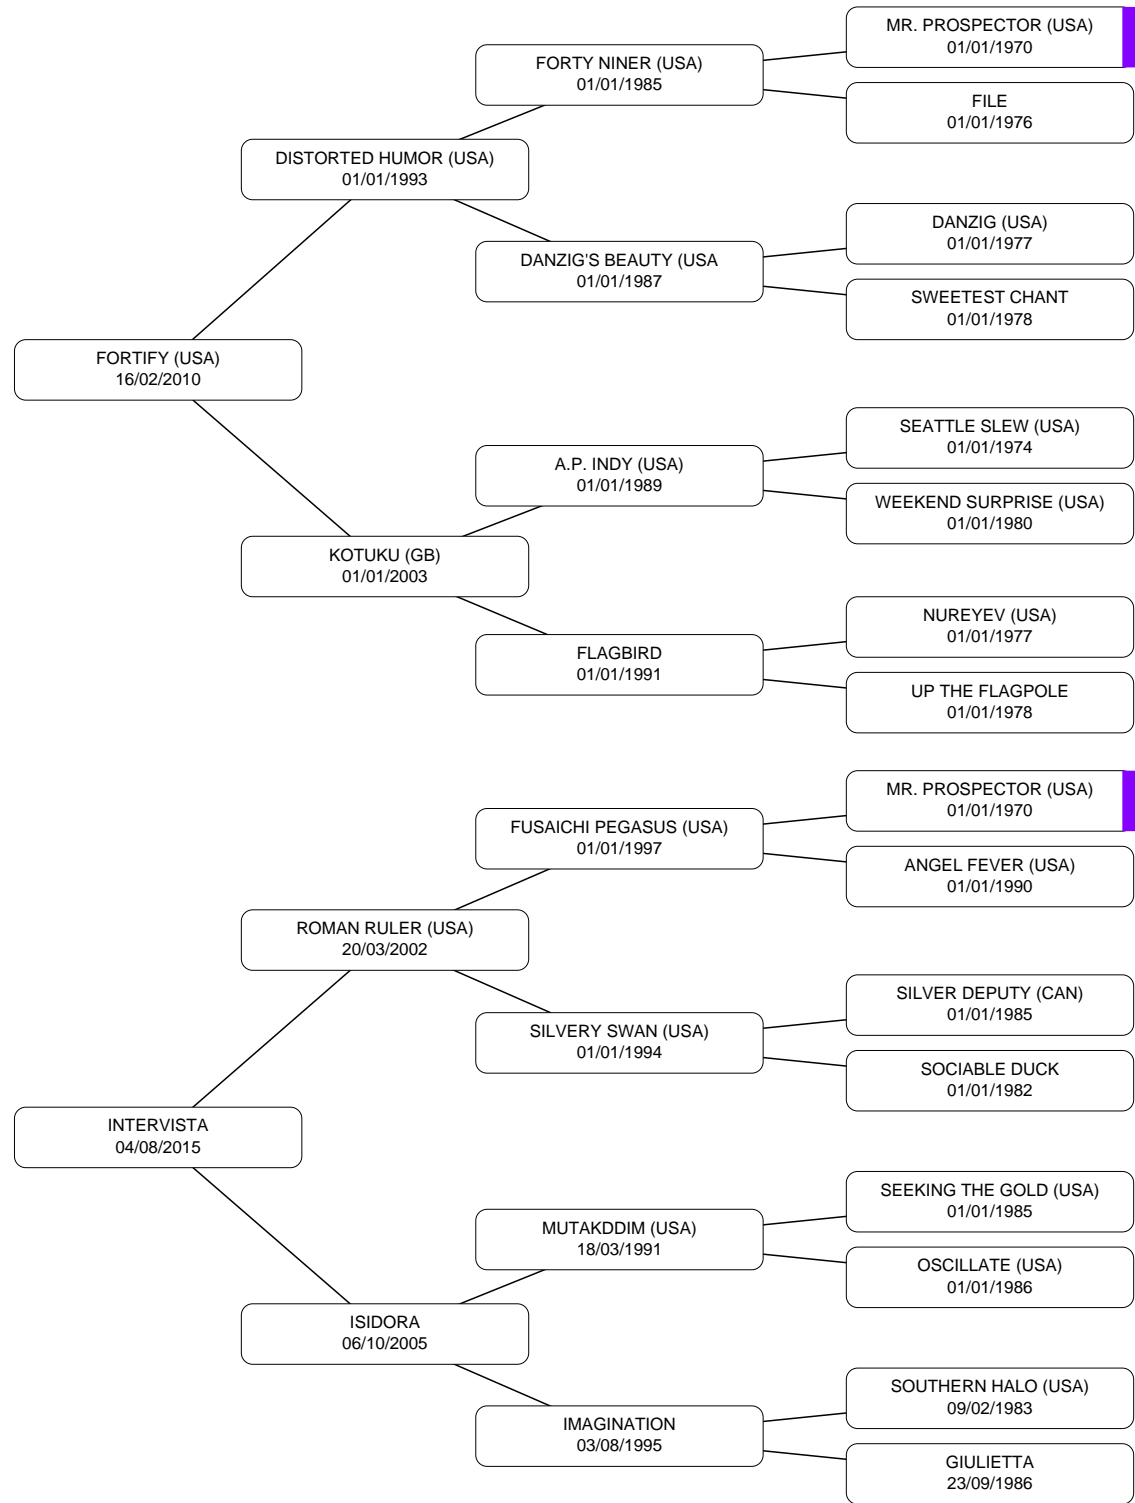 MR. PROSPECTOR (USA)
01/01/1970
FORTY NINER (USA)
01/01/1985
FILE
01/01/1976
DISTORTED HUMOR (USA)
01/01/1993
DANZIG (USA)
01/01/1977
DANZIG'S BEAUTY (USA
01/01/1987
SWEETEST CHANT
01/01/1978
FORTIFY (USA)
16/02/2010
SEATTLE SLEW (USA)
01/01/1974
A.P. INDY (USA)
01/01/1989
WEEKEND SURPRISE (USA)
01/01/1980
KOTUKU (GB)
01/01/2003
NUREYEV (USA)
01/01/1977
FLAGBIRD
01/01/1991
UP THE FLAGPOLE
01/01/1978
MR. PROSPECTOR (USA)
01/01/1970
FUSAICHI PEGASUS (USA)
01/01/1997
ANGEL FEVER (USA)
01/01/1990
ROMAN RULER (USA)
20/03/2002
SILVER DEPUTY (CAN)
01/01/1985
SILVERY SWAN (USA)
01/01/1994
SOCIABLE DUCK
01/01/1982
INTERVISTA
04/08/2015
SEEKING THE GOLD (USA)
01/01/1985
MUTAKDDIM (USA)
18/03/1991
OSCILLATE (USA)
01/01/1986
ISIDORA
06/10/2005
SOUTHERN HALO (USA)
09/02/1983
IMAGINATION
03/08/1995
GIULIETTA
23/09/1986